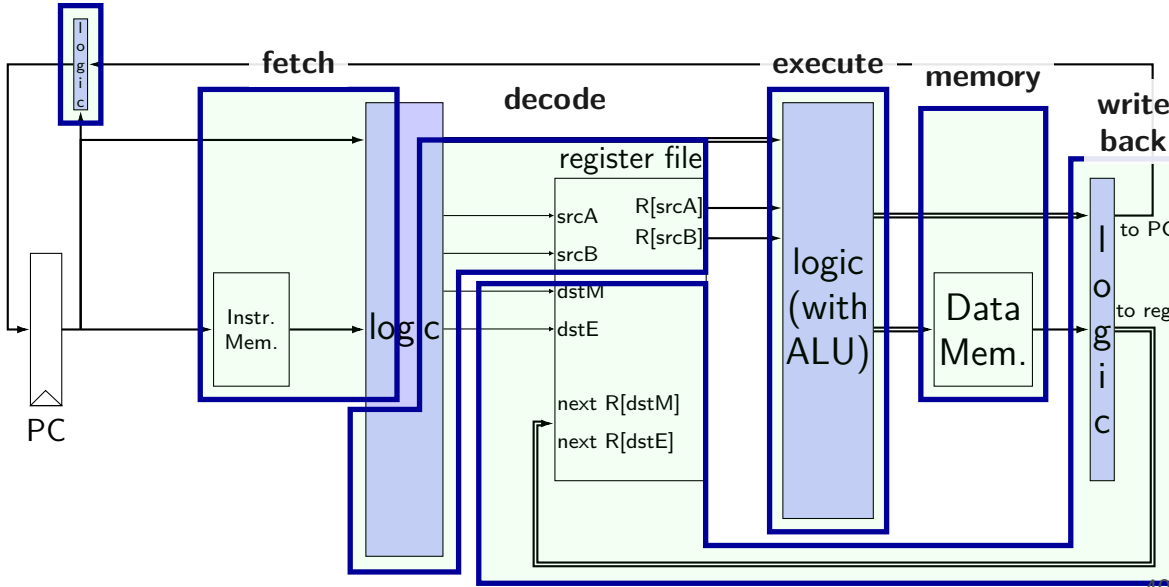 l
o
g
i
c
fetch
decode
execute
memory
write
back
register file
srcA
srcB
dstM
dstE
next R[dstM]
next R[dstE]
R[srcA]
R[srcB]
Instr.
Mem.
logic
PC
logic
(with
ALU)
Data
Mem.
l
o
g
i
c
to PC
to reg